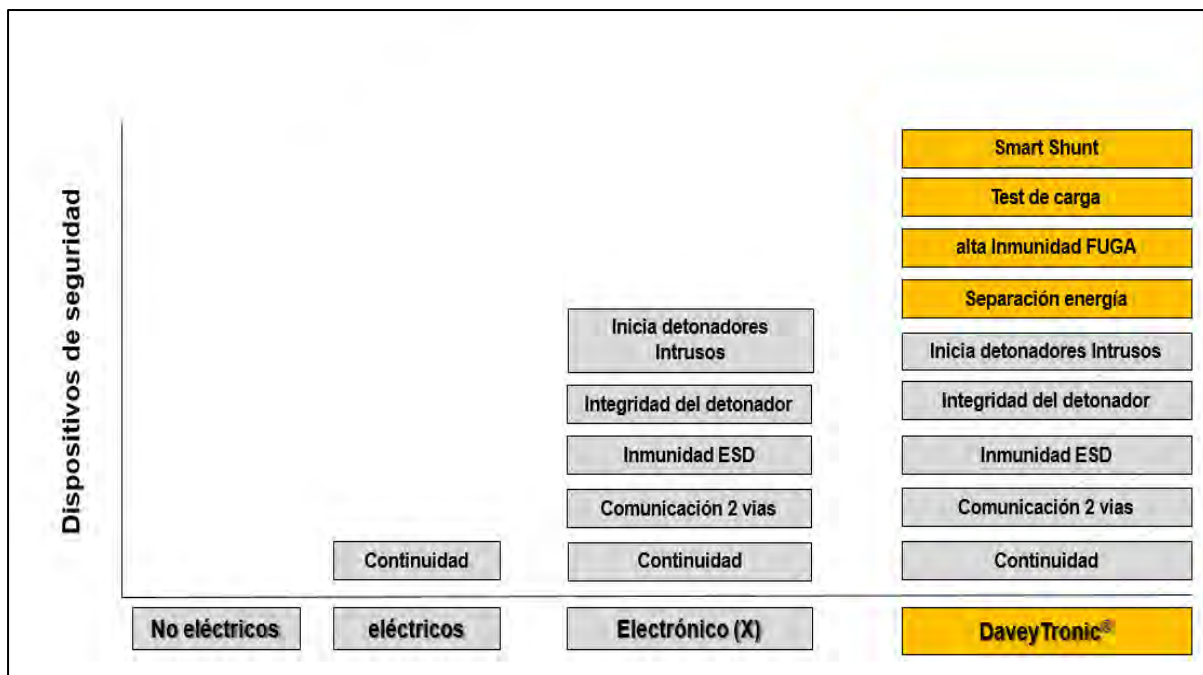 Dispositivos de seguridad
Smart Shunt
Test de carga
alta Inmunidad FUGA
Separación energía
Inicia detonadores
Intrusos
Inicia detonadores Intrusos
Integridad del detonador
Integridad del detonador
Inmunidad ESD
Inmunidad ESD
Comunicación 2 vias
Comunicación 2 vias
Continuidad
Continuidad
Continuidad
No eléctricos
eléctricos
Electrónico (X)
DaveyTronic®